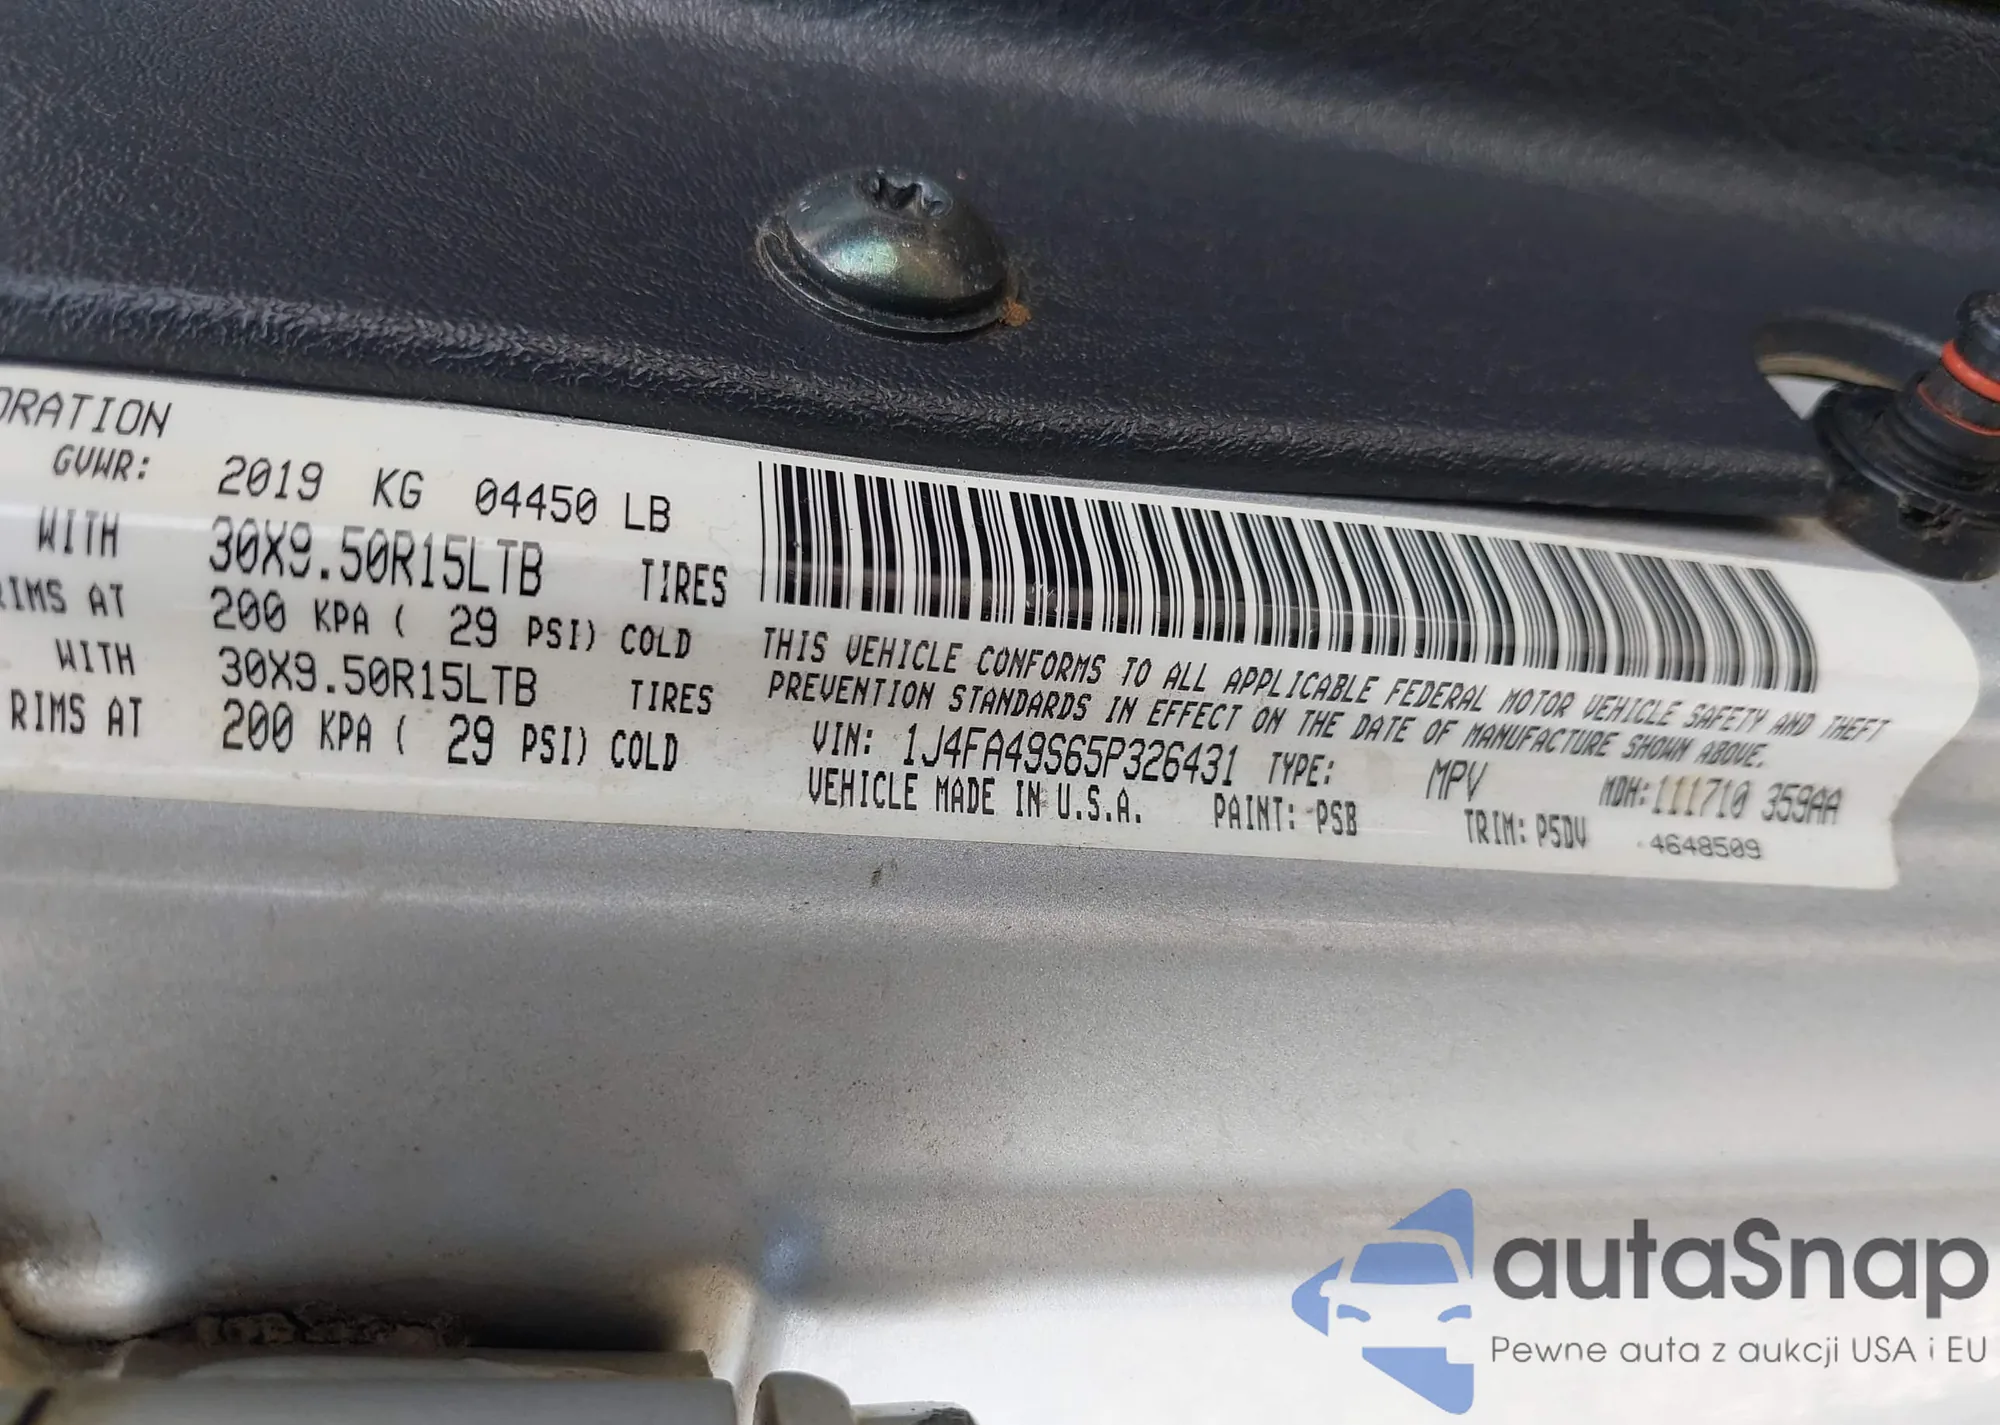 ORATION
GVWR: 2019 KG 04450 LB
WITH 30X9.50R15LTB TIRES
RIMS AT 200 KPA ( 29 PSI) COLD
WITH 30X9.50R15LTB TIRES
RIMS AT 200 KPA ( 29 PSI) COLD
THIS VEHICLE CONFORMS TO ALL APPLICABLE FEDERAL MOTOR VEHICLE SAFETY AND THEFT
PREVENTION STANDARDS IN EFFECT ON THE DATE OF MANUFACTURE SHOWN ABOVE.
VIN: 1J4FA49S65P326431 TYPE: MPV MDH:111710 359AA
VEHICLE MADE IN U.S.A. PAINT: PSB TRIM: P5DV 4648509
autaSnap
Pewne auta z aukcji USA i EU